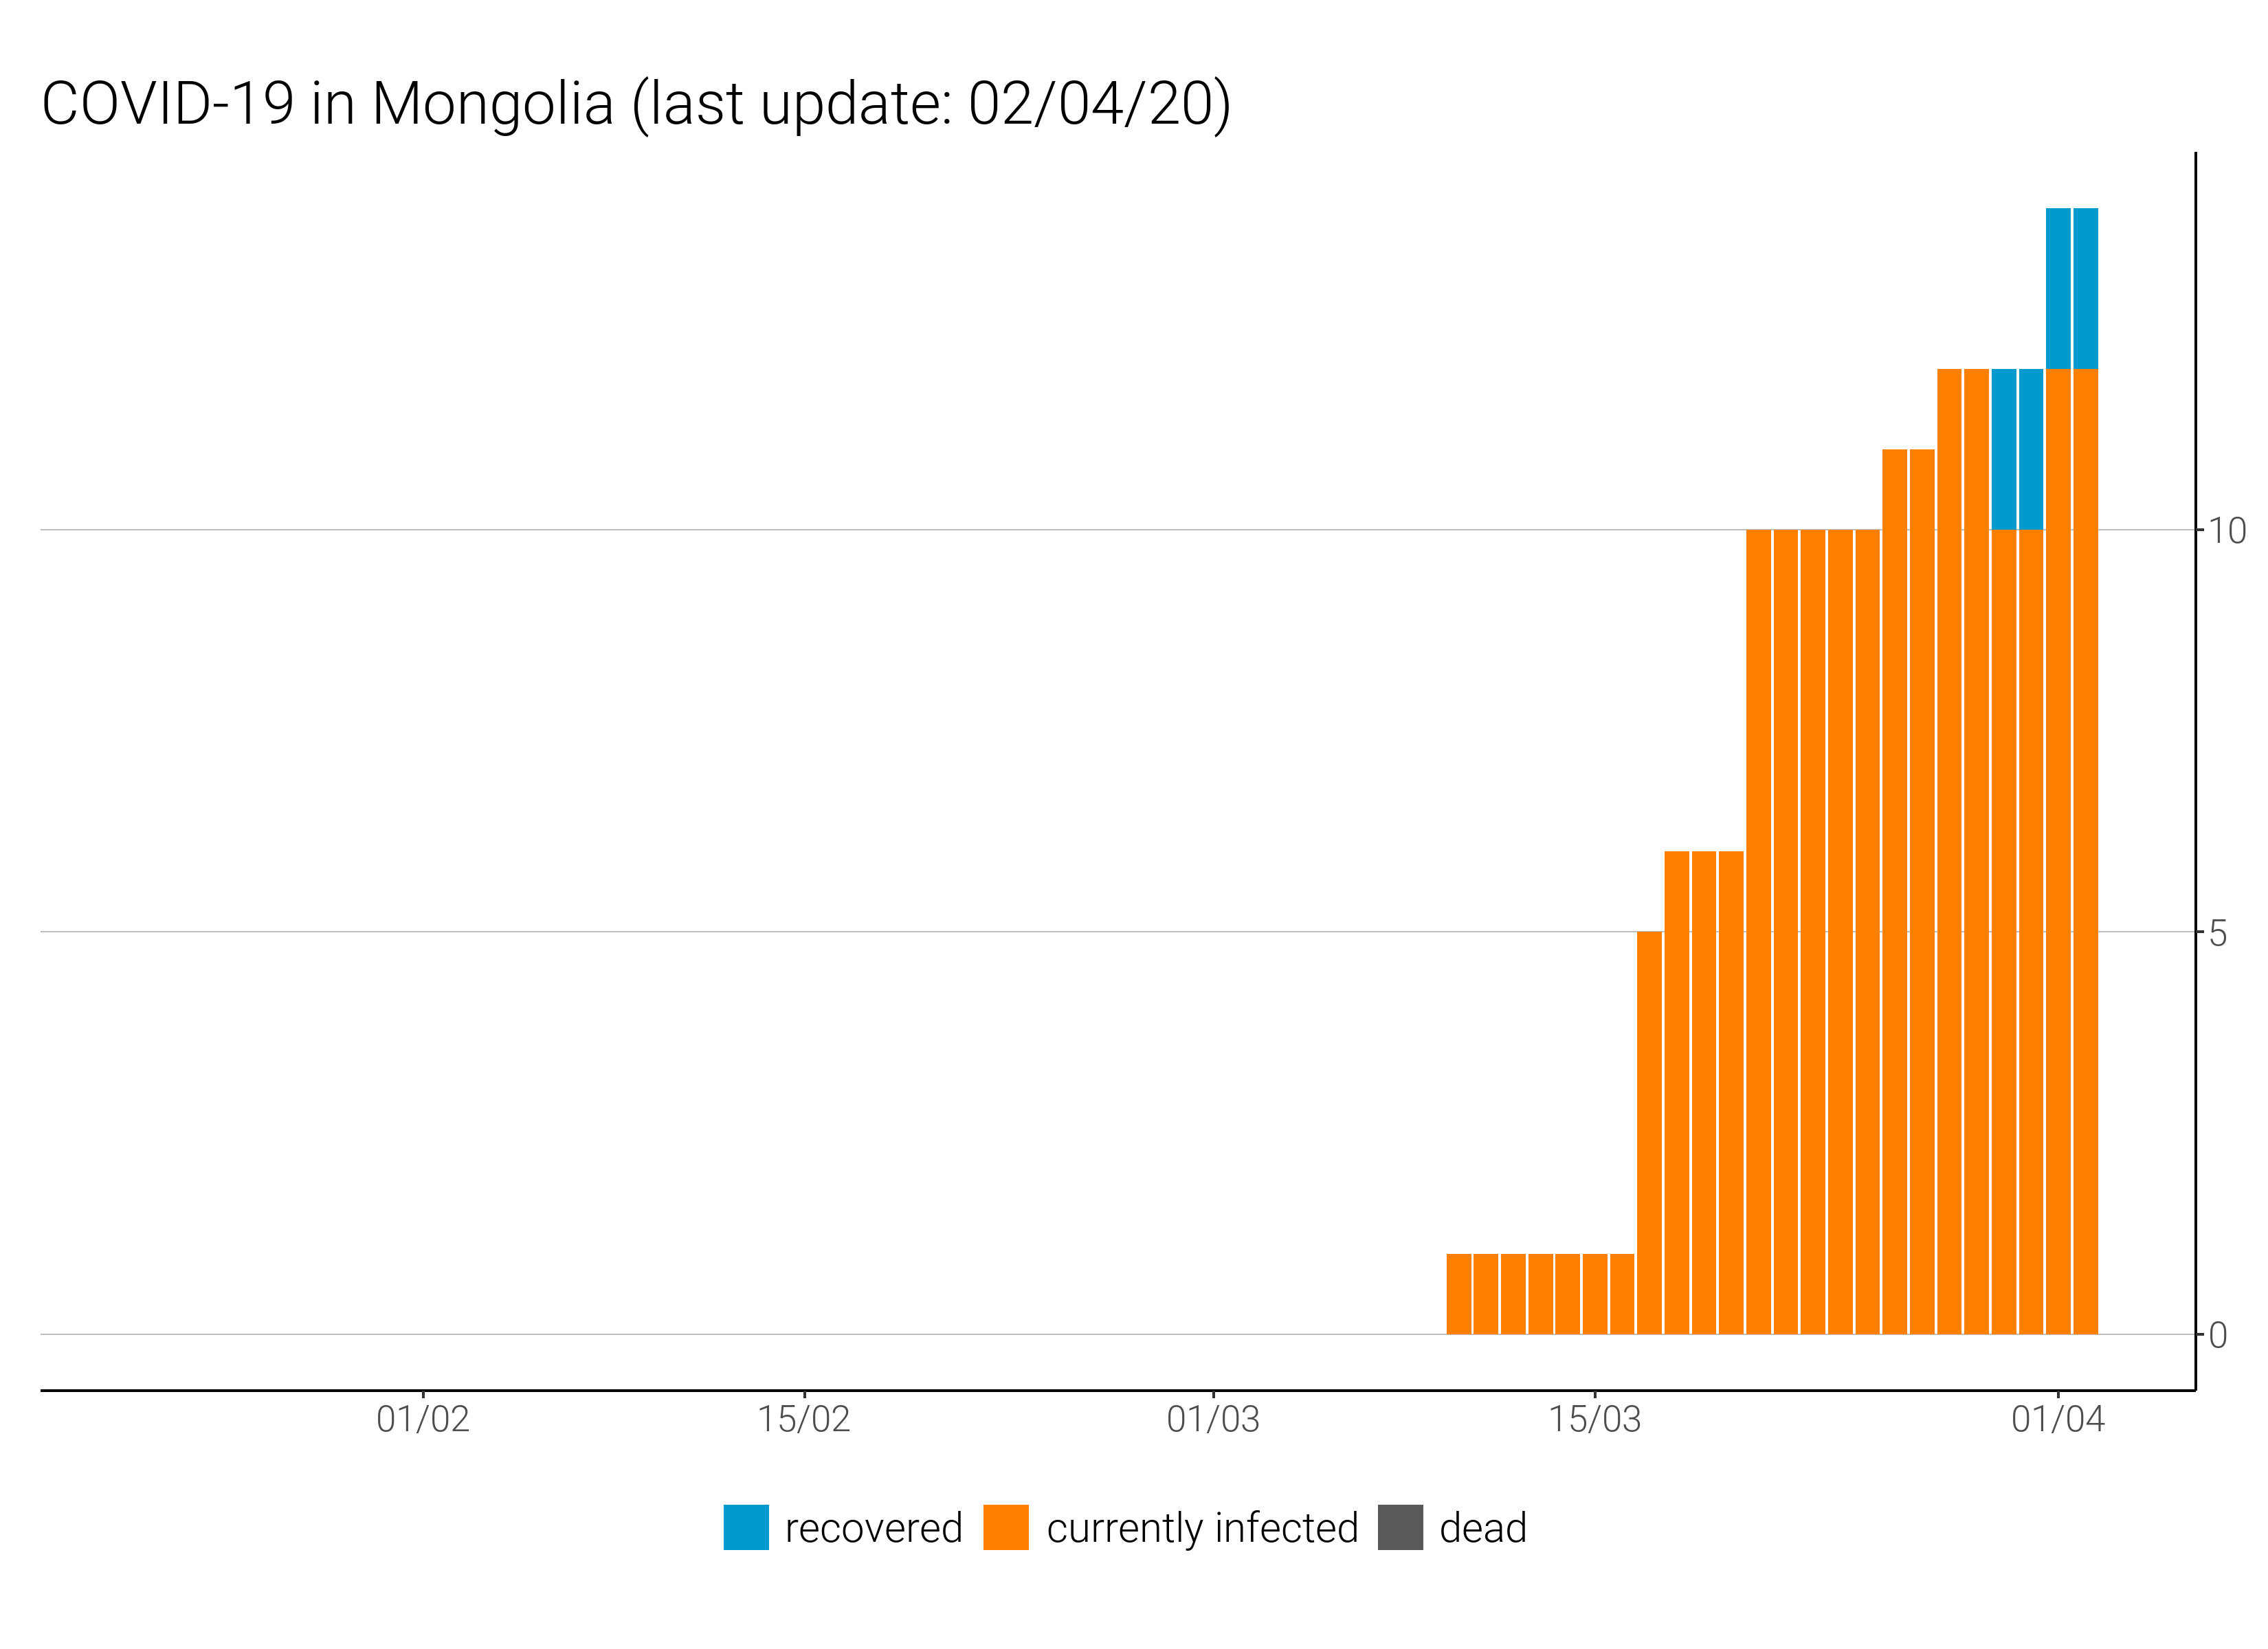 COVID-19 in Mongolia (last update: 02/04/20)
10
5
0
01/02 15/02 01/03 15/03 01/04
recovered currently infected dead